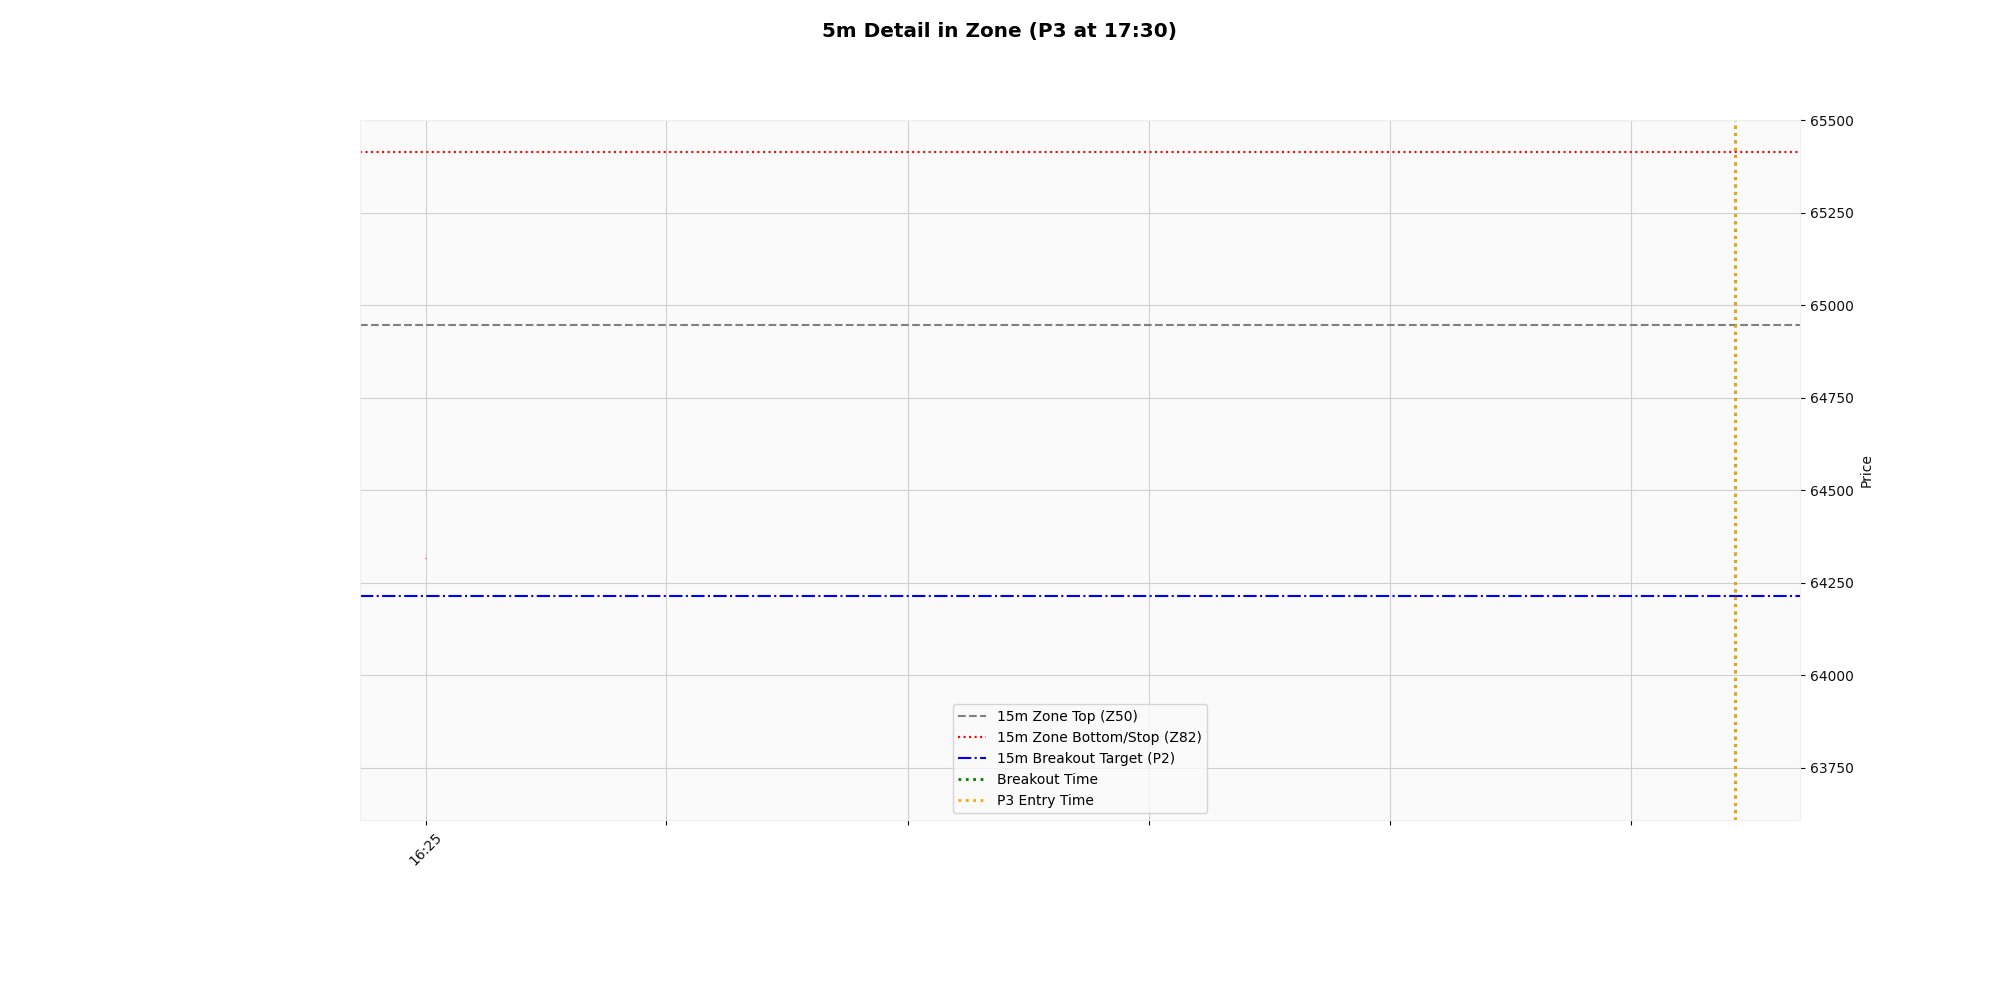 5m Detail in Zone (P3 at 17:30)
65500
65250
65000
64750
64500
64250
64000
63750
Price
15m Zone Top (Z50)
15m Zone Bottom/Stop (Z82)
15m Breakout Target (P2)
Breakout Time
P3 Entry Time
16:25